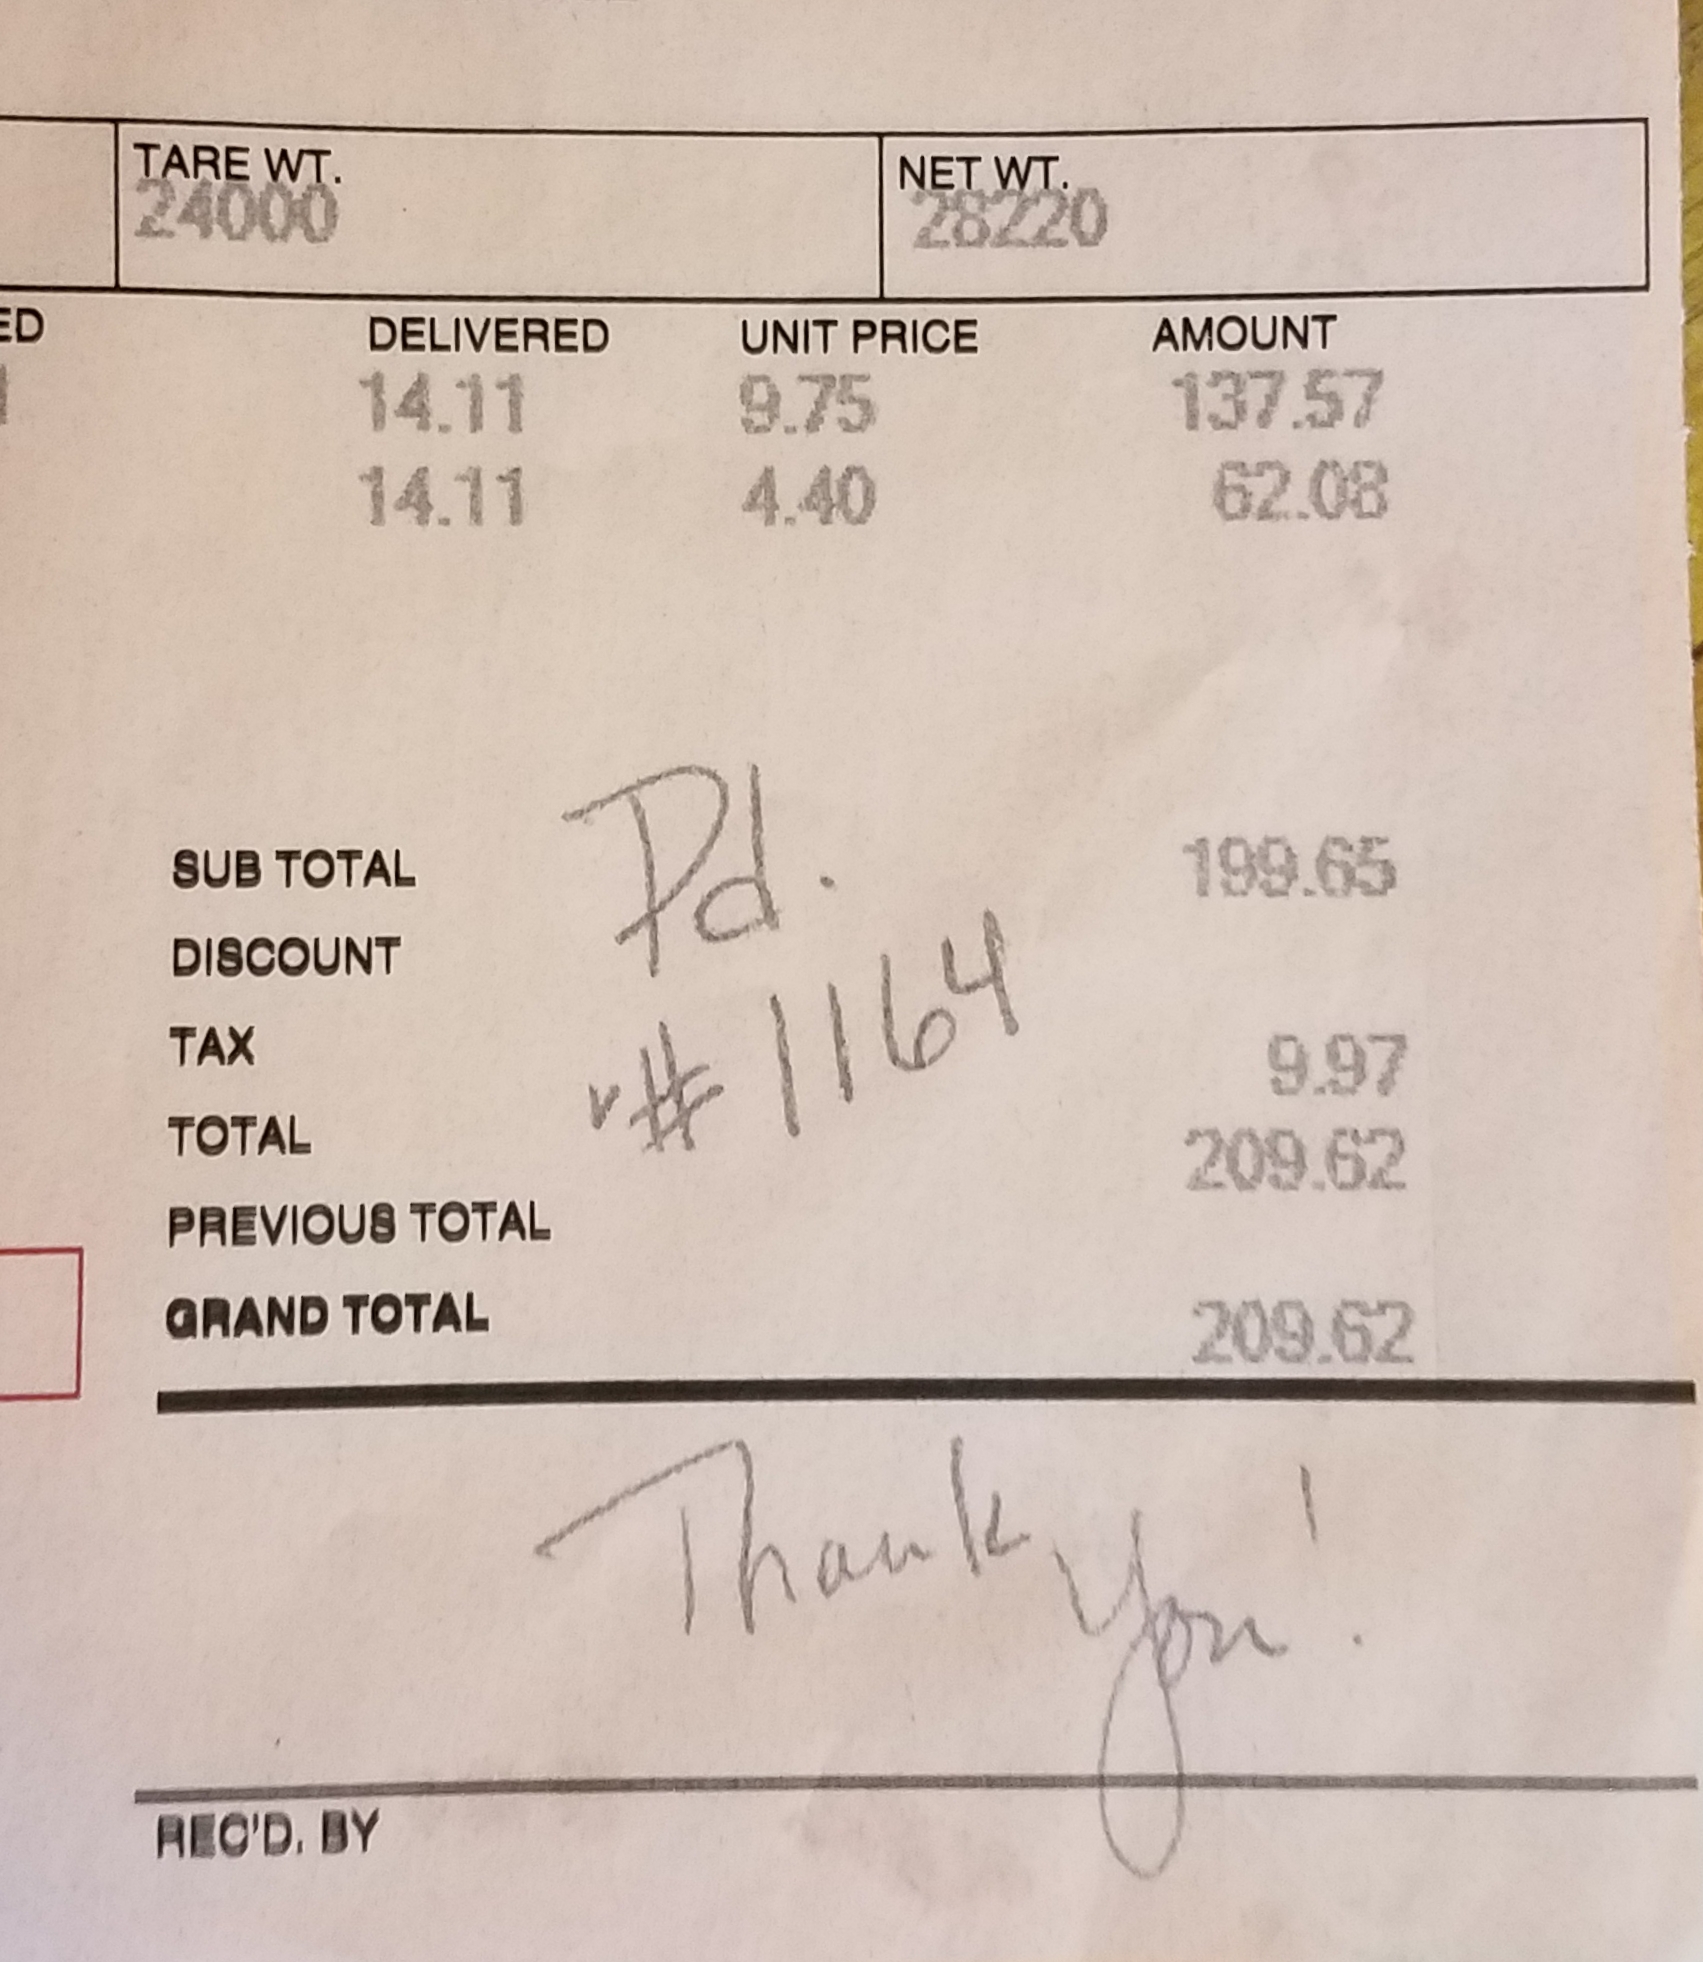 TARE WT. NET WT.
24000 28220
ED DELIVERED UNIT PRICE AMOUNT
14.11 9.75 137.57
14.11 4.40 62.08
Pd.
SUB TOTAL 199.65
DISCOUNT
#1164
TAX 9.97
TOTAL 209.62
PREVIOUS TOTAL
GRAND TOTAL 209.62
Thank you!
REC'D. BY